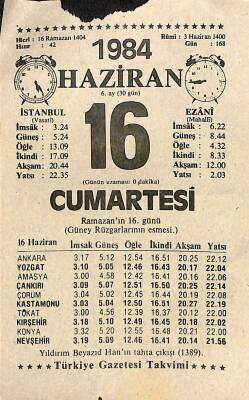 Hicrî : 16 Ramazan 1404
Hızır : 42
1984
Rûmî : 3 Haziran 1400
Gün : 168
HAZİRAN
6. ay (30 gün)
İSTANBUL
(Vasatî)
İmsâk : 3.24
Güneş : 5.24
Öğle : 13.09
İkindi : 17.09
Akşam : 20.44
Yatsı : 22.35
16
EZÂNÎ
(Mahallî)
İmsâk : 6.22
Güneş : 8.44
Öğle : 4.32
İkindi : 8.33
Akşam : 12.00
Yatsı : 2.03
(Günün uzaması: 0 dakika)
CUMARTESİ
Ramazan'ın 16. günü
(Güney Rüzgarlarının esmesi.)
16 Haziran İmsak Güneş Öğle İkindi Akşam Yatsı
ANKARA 3.17 5.12 12.54 16.51 20.25 22.12
YOZGAT 3.10 5.05 12.46 16.43 20.17 22.04
AMASYA 3.00 4.58 12.42 16.41 20.16 22.06
ÇANKIRI 3.09 5.07 12.51 16.50 20.25 22.14
ÇORUM 3.04 5.02 12.45 16.44 20.19 22.08
KASTAMONU 3.03 5.04 12.50 16.51 20.27 22.19
TOKAT 3.00 4.56 12.39 16.37 20.12 22.02
KIRŞEHİR 3.18 5.10 12.49 16.45 20.18 22.02
KONYA 3.32 5.20 12.55 16.48 20.21 22.00
NEVŞEHİR 3.19 5.09 12.46 16.41 20.14 21.56
Yıldırım Beyazıd Han'ın tahta çıkışı (1389).
Türkiye Gazetesi Takvimi